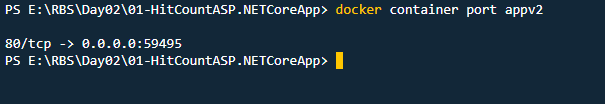 PS E:\RBS\Day02\01-HitCountASP.NETCoreApp> docker container port appv2
80/tcp -> 0.0.0.0:59495
PS E:\RBS\Day02\01-HitCountASP.NETCoreApp>